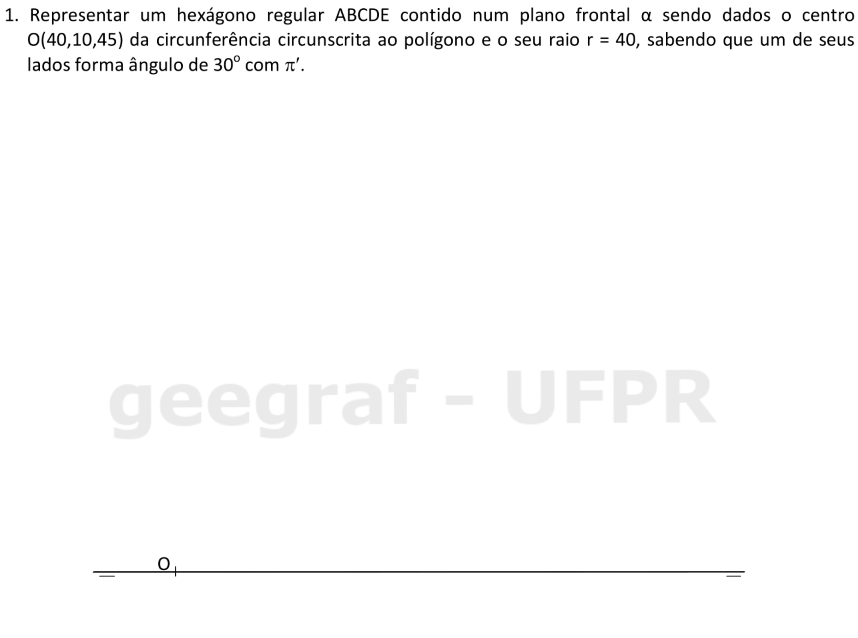 1. Representar um hexágono regular ABCDE contido num plano frontal α sendo dados o centro
O(40,10,45) da circunferência circunscrita ao polígono e o seu raio r = 40, sabendo que um de seus
lados forma ângulo de 30° com π′.
geegraf - UFPR
O